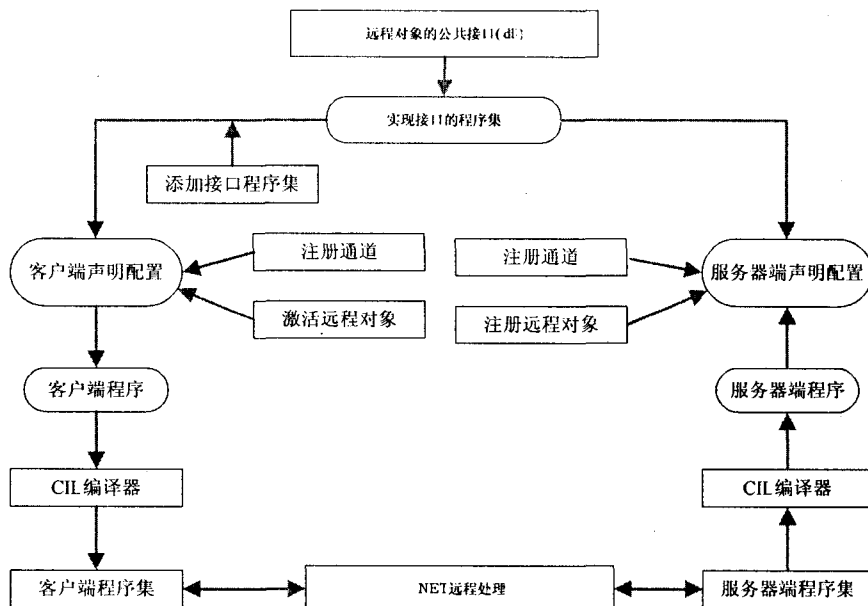 远程对象的公共接口(dll)
实现接口的程序集
添加接口程序集
客户端声明配置
注册通道
注册通道
服务器端声明配置
激活远程对象
注册远程对象
客户端程序
服务器端程序
CIL编译器
CIL编译器
客户端程序集
NET远程处理
服务器端程序集